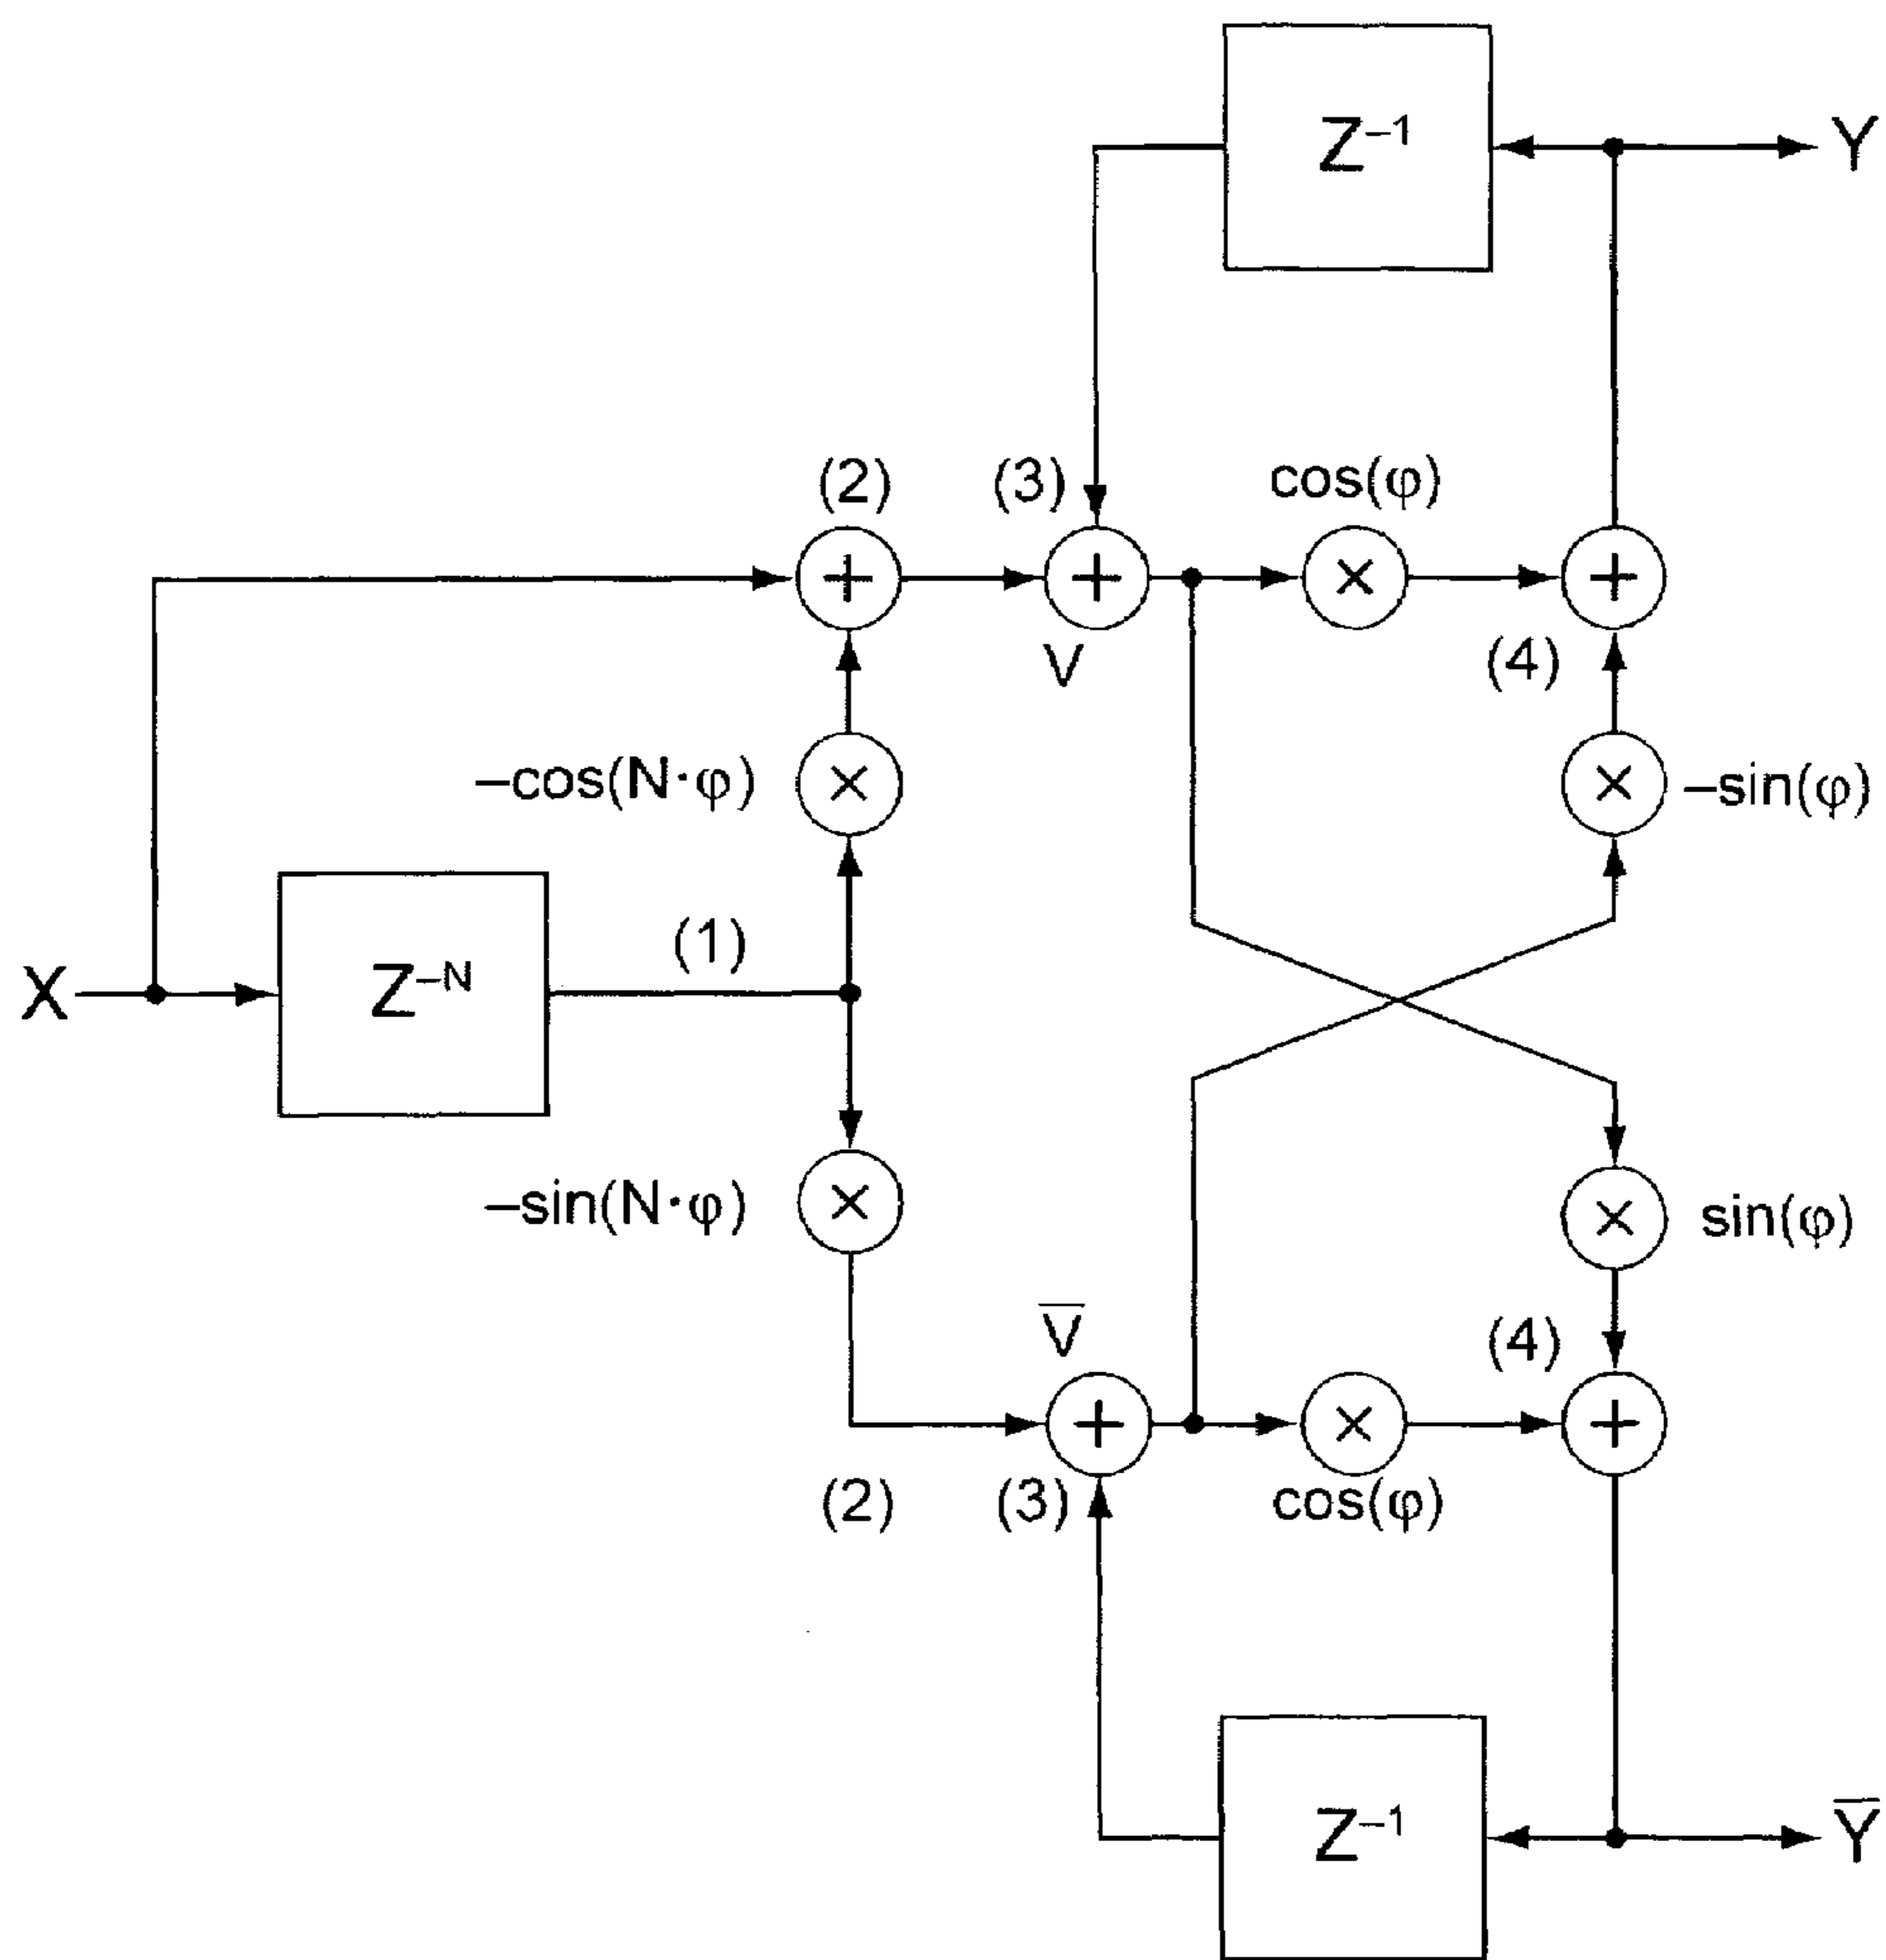 Z⁻¹
Y
(2)
(3)
cos(φ)
+
+
×
+
V
(4)
–cos(N·φ)
×
×
–sin(φ)
(1)
X
Z⁻ᴺ
–sin(N·φ)
×
×
sin(φ)
V̅
(4)
+
×
+
(2)
(3)
cos(φ)
Z⁻¹
Y̅